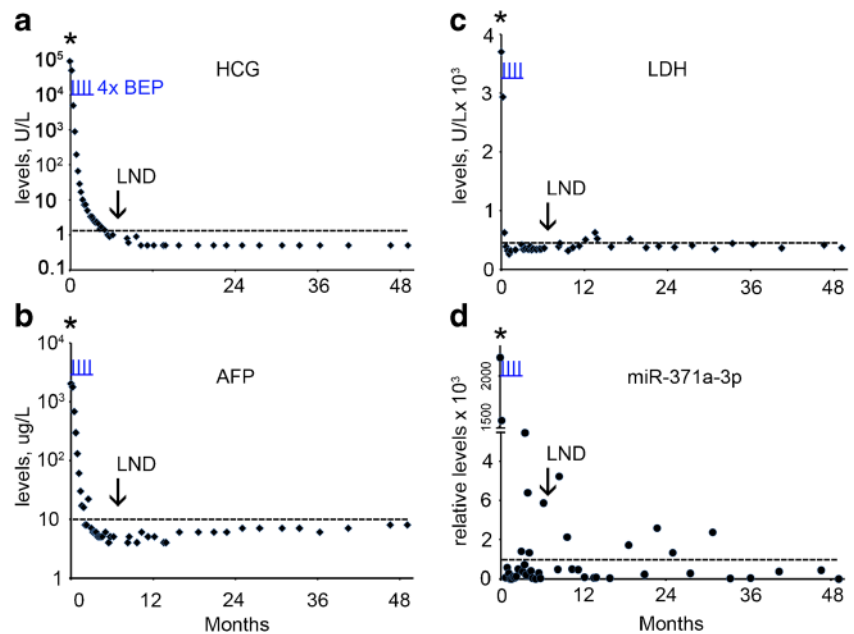 a
*
HCG
4x BEP
LND
levels, U/L
10^5
10^4
10^3
10^2
10
1
0.1
0 12 24 36 48
b
*
AFP
LND
levels, ug/L
10^4
10^3
10^2
10
1
0 12 24 36 48
Months
c
*
LDH
LND
levels, U/Lx 10^3
4
3
2
1
0
0 12 24 36 48
d
*
miR-371a-3p
LND
relative levels x 10^3
2000
1500
4
6
2
0
0 12 24 36 48
Months